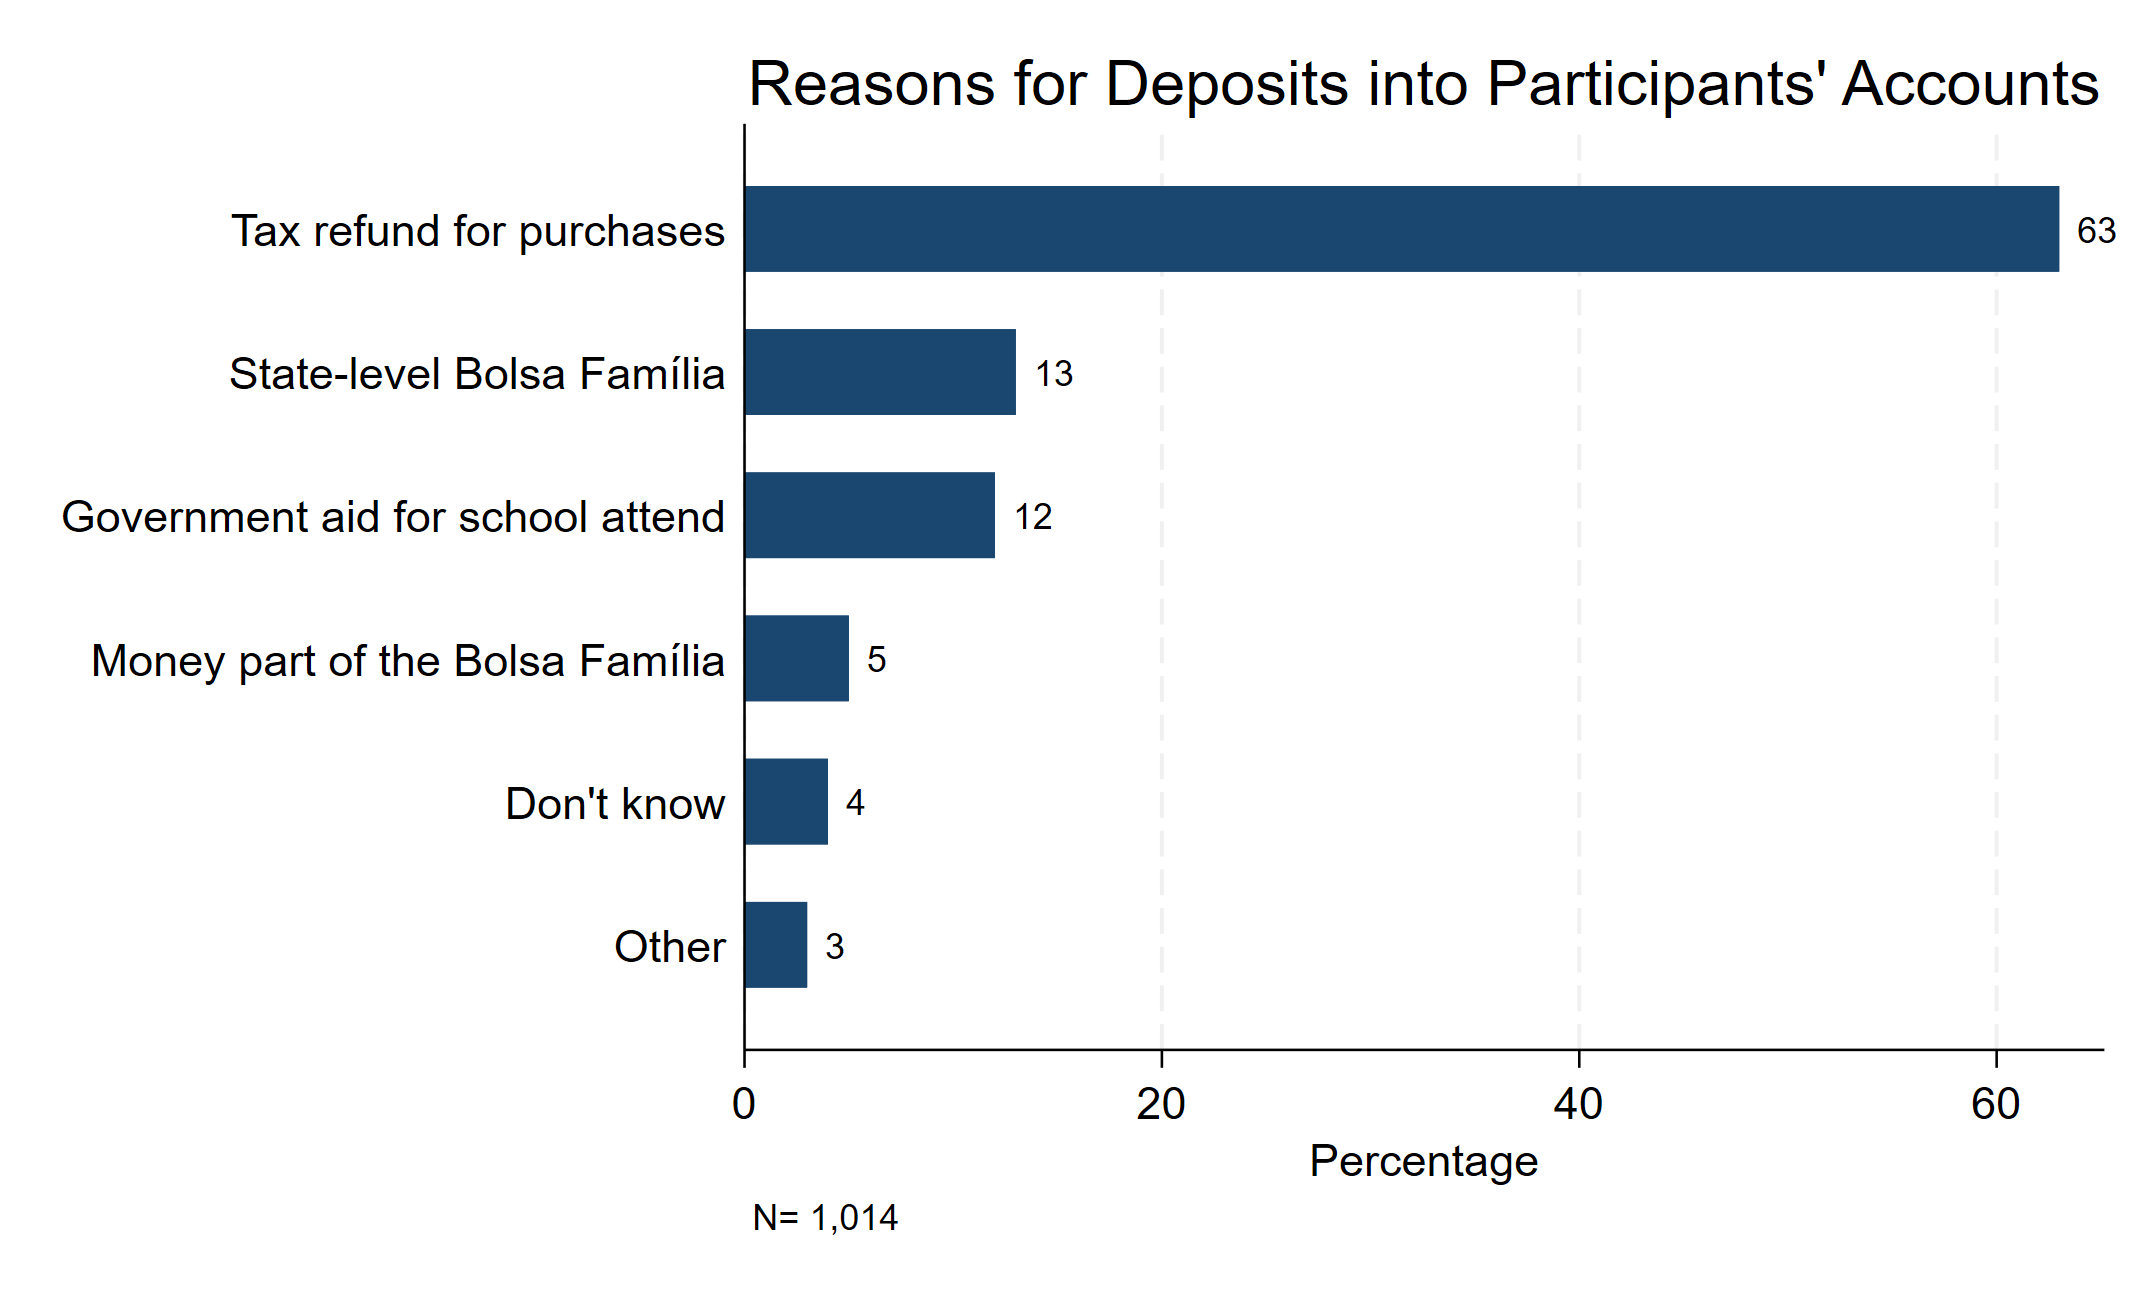 Reasons for Deposits into Participants' Accounts
Tax refund for purchases 63
State-level Bolsa Família 13
Government aid for school attend 12
Money part of the Bolsa Família 5
Don't know 4
Other 3
0 20 40 60
Percentage
N= 1,014